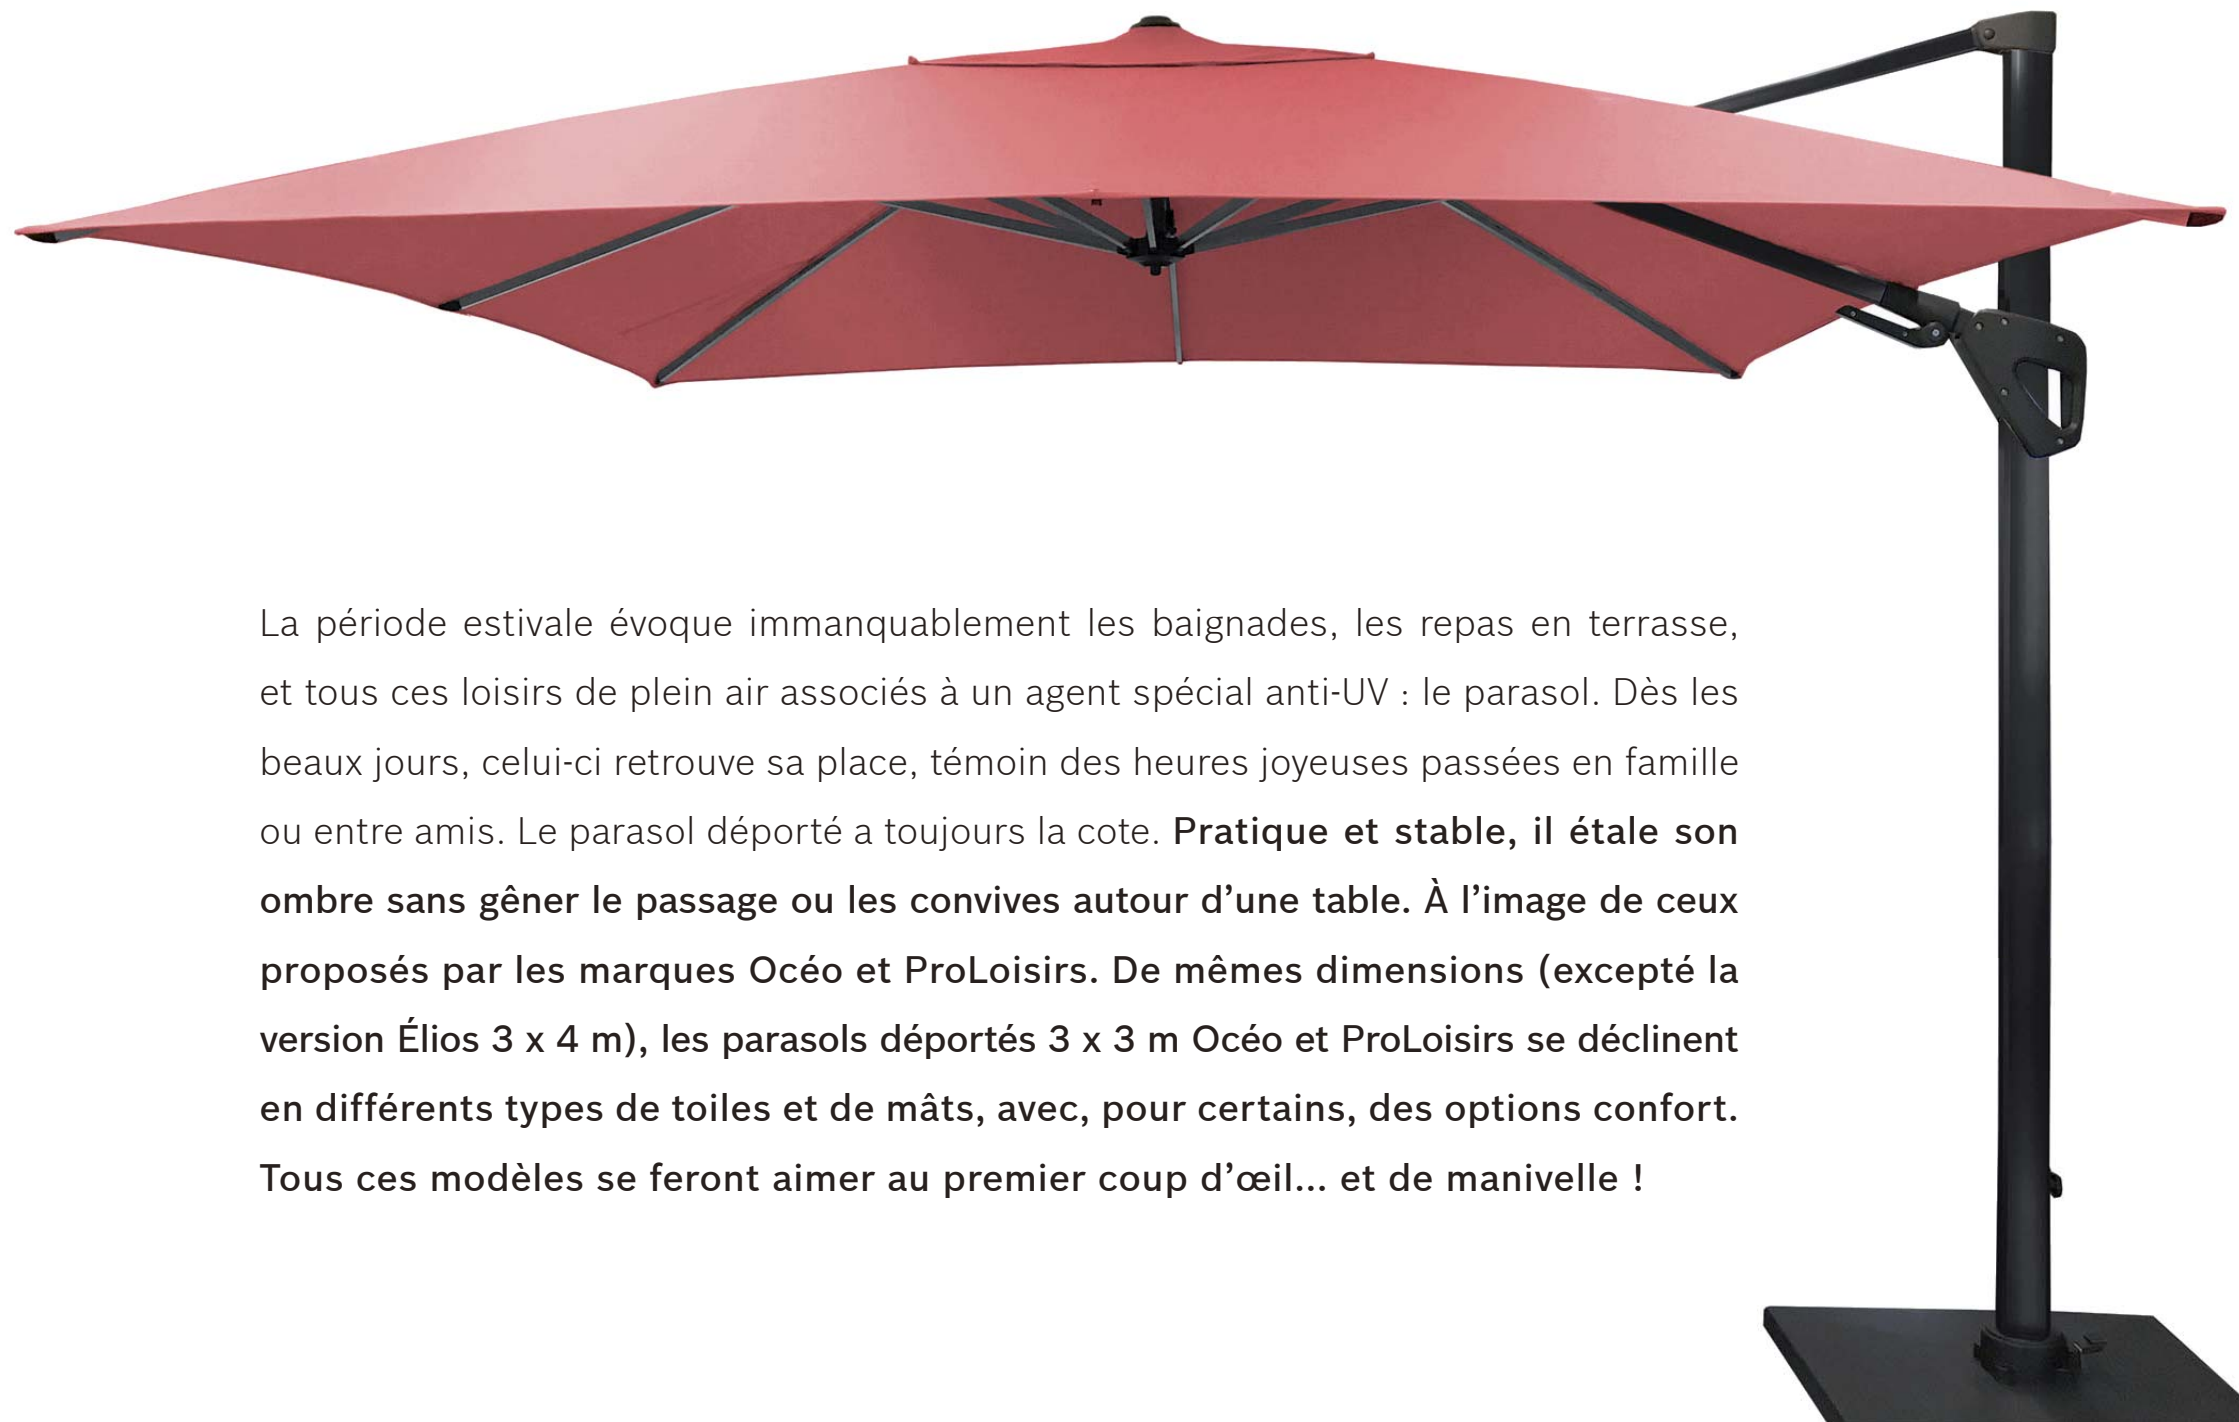 La période estivale évoque immanquablement les baignades, les repas en terrasse,
et tous ces loisirs de plein air associés à un agent spécial anti-UV : le parasol. Dès les
beaux jours, celui-ci retrouve sa place, témoin des heures joyeuses passées en famille
ou entre amis. Le parasol déporté a toujours la cote. Pratique et stable, il étale son
ombre sans gêner le passage ou les convives autour d’une table. À l’image de ceux
proposés par les marques Océo et ProLoisirs. De mêmes dimensions (excepté la
version Élios 3 x 4 m), les parasols déportés 3 x 3 m Océo et ProLoisirs se déclinent
en différents types de toiles et de mâts, avec, pour certains, des options confort.
Tous ces modèles se feront aimer au premier coup d’œil... et de manivelle !